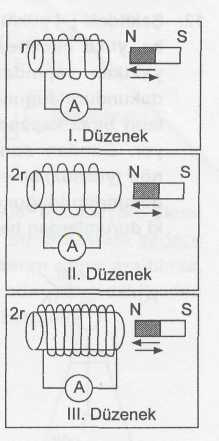 r
N S
A
I. Düzenek
2r
N S
A
II. Düzenek
2r
N S
A
III. Düzenek